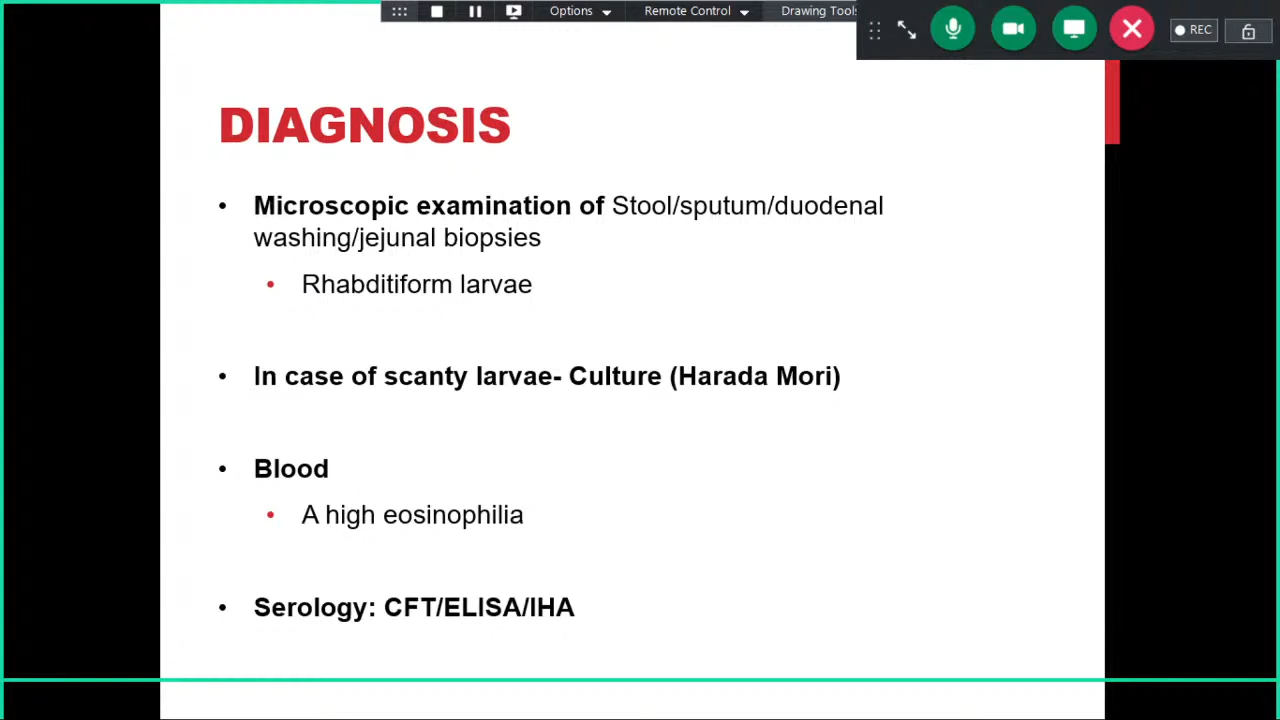 Options
Remote Control
Drawing Tools
REC
DIAGNOSIS
• Microscopic examination of Stool/sputum/duodenal
washing/jejunal biopsies
• Rhabditiform larvae
• In case of scanty larvae- Culture (Harada Mori)
• Blood
• A high eosinophilia
• Serology: CFT/ELISA/IHA